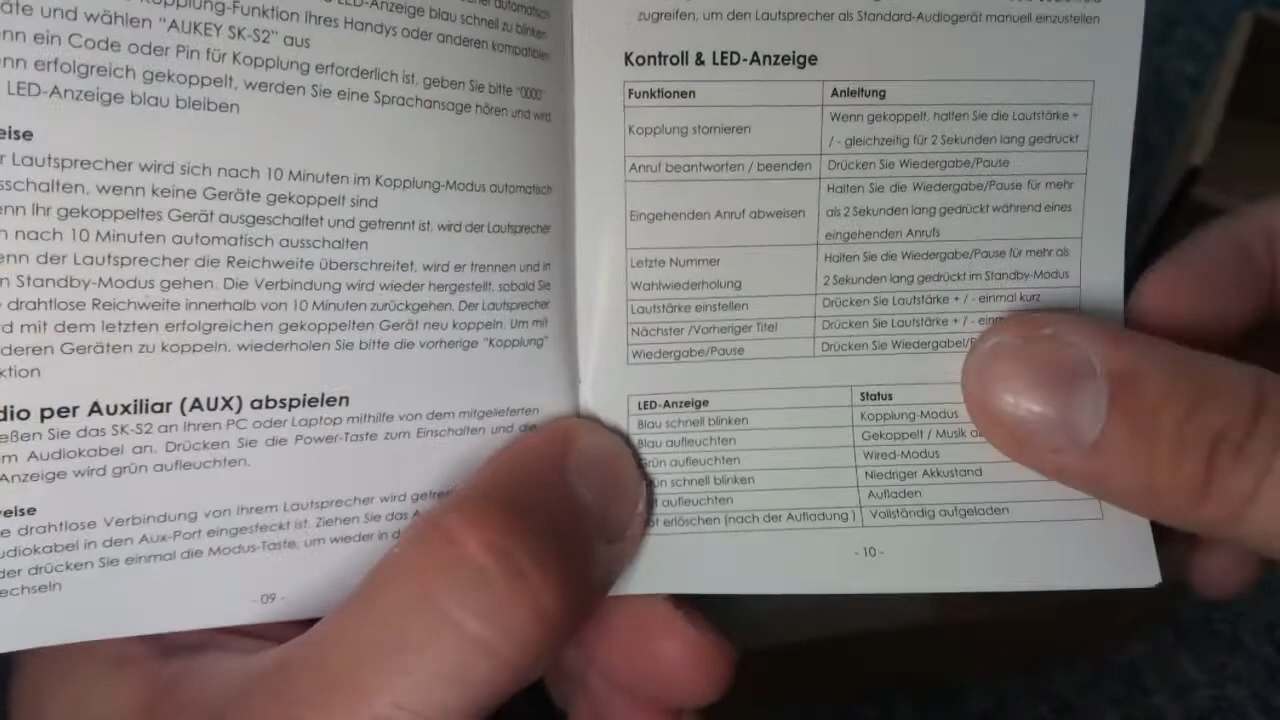 LED-Anzeige blau schnell zu blinken
Kopplung-Funktion Ihres Handys oder anderen kompatiblen
äte und wählen "AUKEY SK-S2" aus
nn ein Code oder Pin für Kopplung erforderlich ist, geben Sie bitte "0000"
nn erfolgreich gekoppelt, werden Sie eine Sprachansage hören und wird
LED-Anzeige blau bleiben
eise
r Lautsprecher wird sich nach 10 Minuten im Kopplung-Modus automatisch
sschalten, wenn keine Geräte gekoppelt sind
enn Ihr gekoppeltes Gerät ausgeschaltet und getrennt ist, wird der Lautsprecher
h nach 10 Minuten automatisch ausschalten
enn der Lautsprecher die Reichweite überschreitet, wird er trennen und in
n Standby-Modus gehen. Die Verbindung wird wieder hergestellt, sobald Sie
drahtlose Reichweite innerhalb von 10 Minuten zurückgehen. Der Lautsprecher
d mit dem letzten erfolgreichen gekoppelten Gerät neu koppeln. Um mit
deren Geräten zu koppeln, wiederholen Sie bitte die vorherige "Kopplung"
ktion
dio per Auxiliar (AUX) abspielen
eßen Sie das SK-S2 an Ihren PC oder Laptop mithilfe von dem mitgelieferten
m Audiokabel an. Drücken Sie die Power-Taste zum Einschalten und die
Anzeige wird grün aufleuchten.
eise
e drahtlose Verbindung von Ihrem Lautsprecher wird getre
udiokabel in den Aux-Port eingesteckt ist. Ziehen Sie das A
der drücken Sie einmal die Modus-Taste, um wieder in d
echseln
- 09 -
zugreifen, um den Lautsprecher als Standard-Audiogerät manuell einzustellen
Kontroll & LED-Anzeige
Funktionen Anleitung
Kopplung stornieren Wenn gekoppelt, halten Sie die Lautstärke +
/ - gleichzeitig für 2 Sekunden lang gedrückt
Anruf beantworten / beenden Drücken Sie Wiedergabe/Pause
Eingehenden Anruf abweisen Halten Sie die Wiedergabe/Pause für mehr
als 2 Sekunden lang gedrückt während eines
eingehenden Anrufs
Letzte Nummer Halten Sie die Wiedergabe/Pause für mehr als
Wahlwiederholung 2 Sekunden lang gedrückt im Standby-Modus
Lautstärke einstellen Drücken Sie Lautstärke + / - einmal kurz
Nächster /Vorheriger Titel Drücken Sie Lautstärke + / - einm
Wiedergabe/Pause Drücken Sie Wiedergabe/P
LED-Anzeige Status
Blau schnell blinken Kopplung-Modus
Blau aufleuchten Gekoppelt / Musik a
Grün aufleuchten Wired-Modus
ün schnell blinken Niedriger Akkustand
t aufleuchten Aufladen
ot erlöschen (nach der Aufladung ) Vollständig aufgeladen
- 10 -